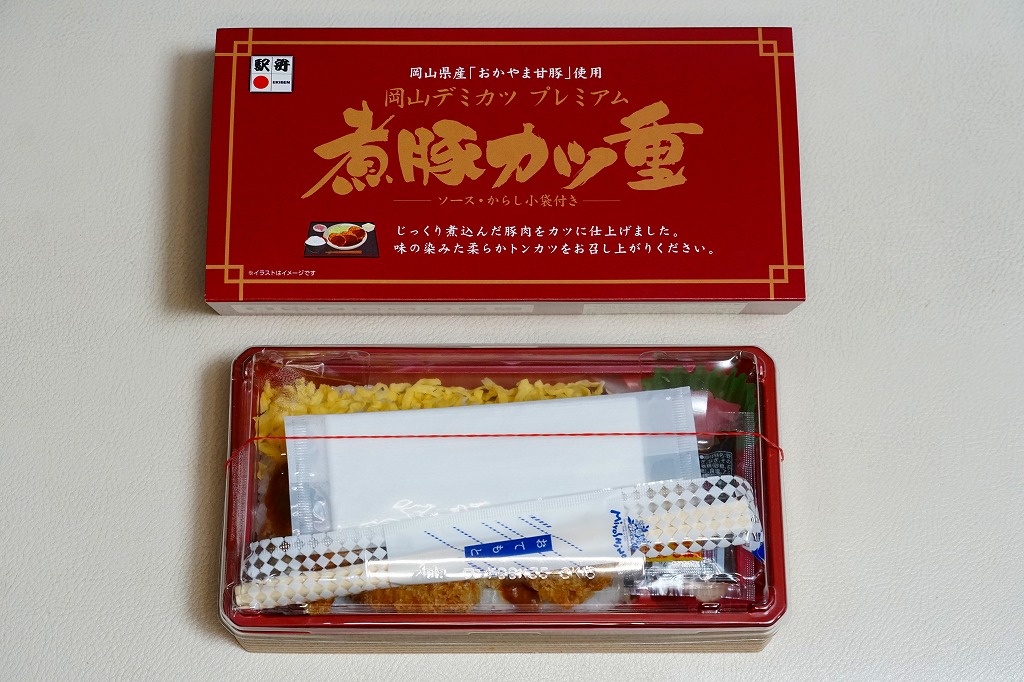 駅弁
EKIBEN
岡山県産「おかやま甘豚」使用
岡山デミカツ プレミアム
煮豚カツ重
ソース・からし小袋付き
じっくり煮込んだ豚肉をカツに仕上げました。
味の染みた柔らかトンカツをお召し上がりください。
※イラストはイメージです
おてもと